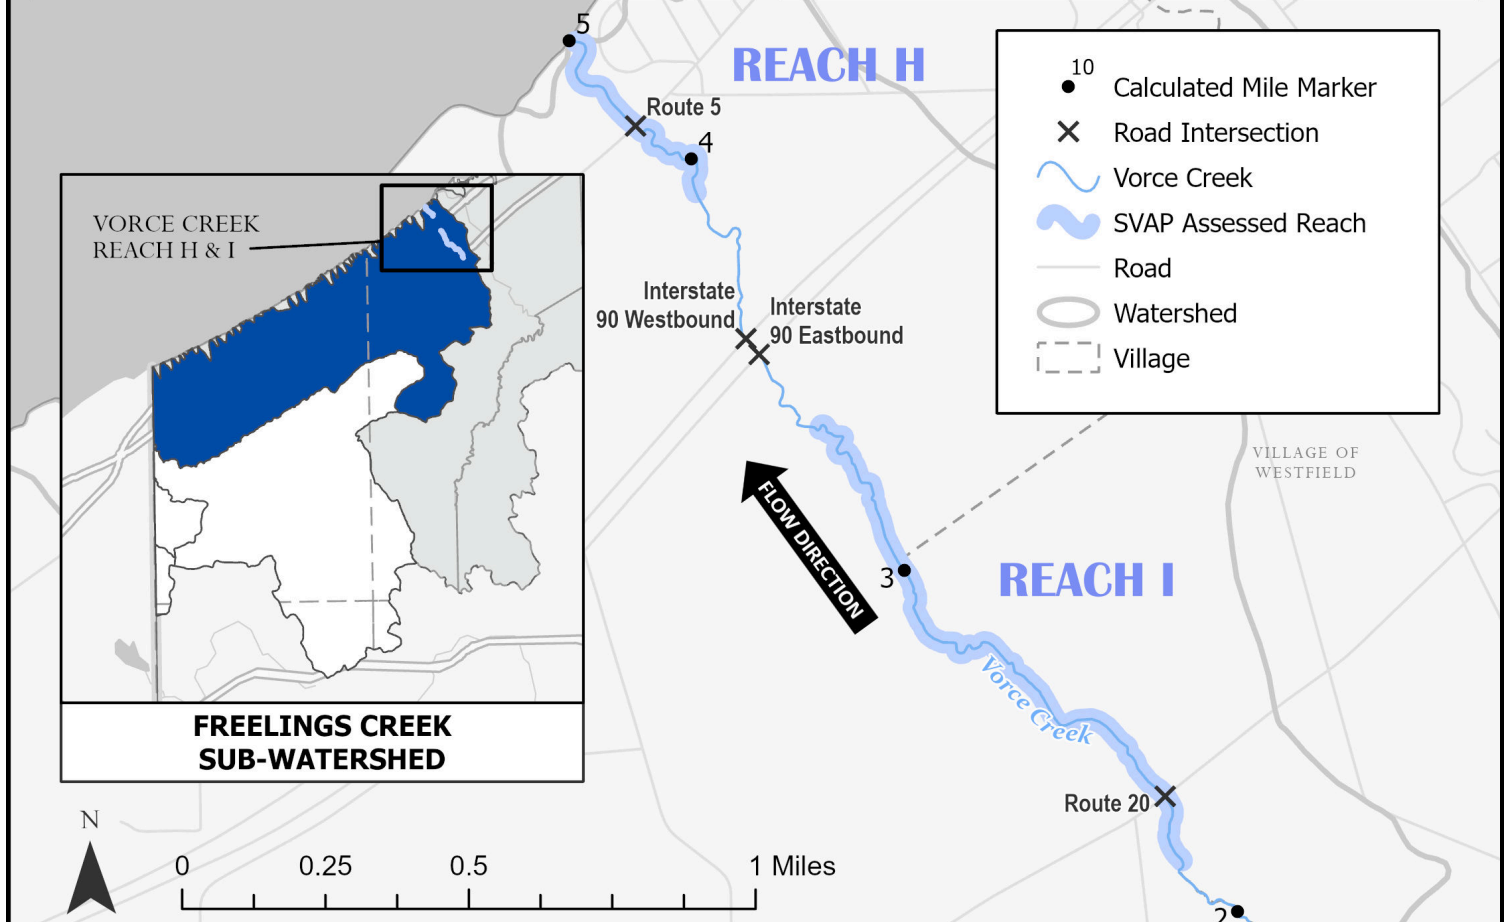 5
REACH H
Route 5
4
10
Calculated Mile Marker
Road Intersection
Vorce Creek
SVAP Assessed Reach
Road
Watershed
Village
VORCE CREEK
REACH H & I
Interstate
90 Westbound
Interstate
90 Eastbound
VILLAGE OF
WESTFIELD
FLOW DIRECTION
3
REACH I
Vorce Creek
FREELINGS CREEK
SUB-WATERSHED
Route 20
N
0 0.25 0.5 1 Miles
2